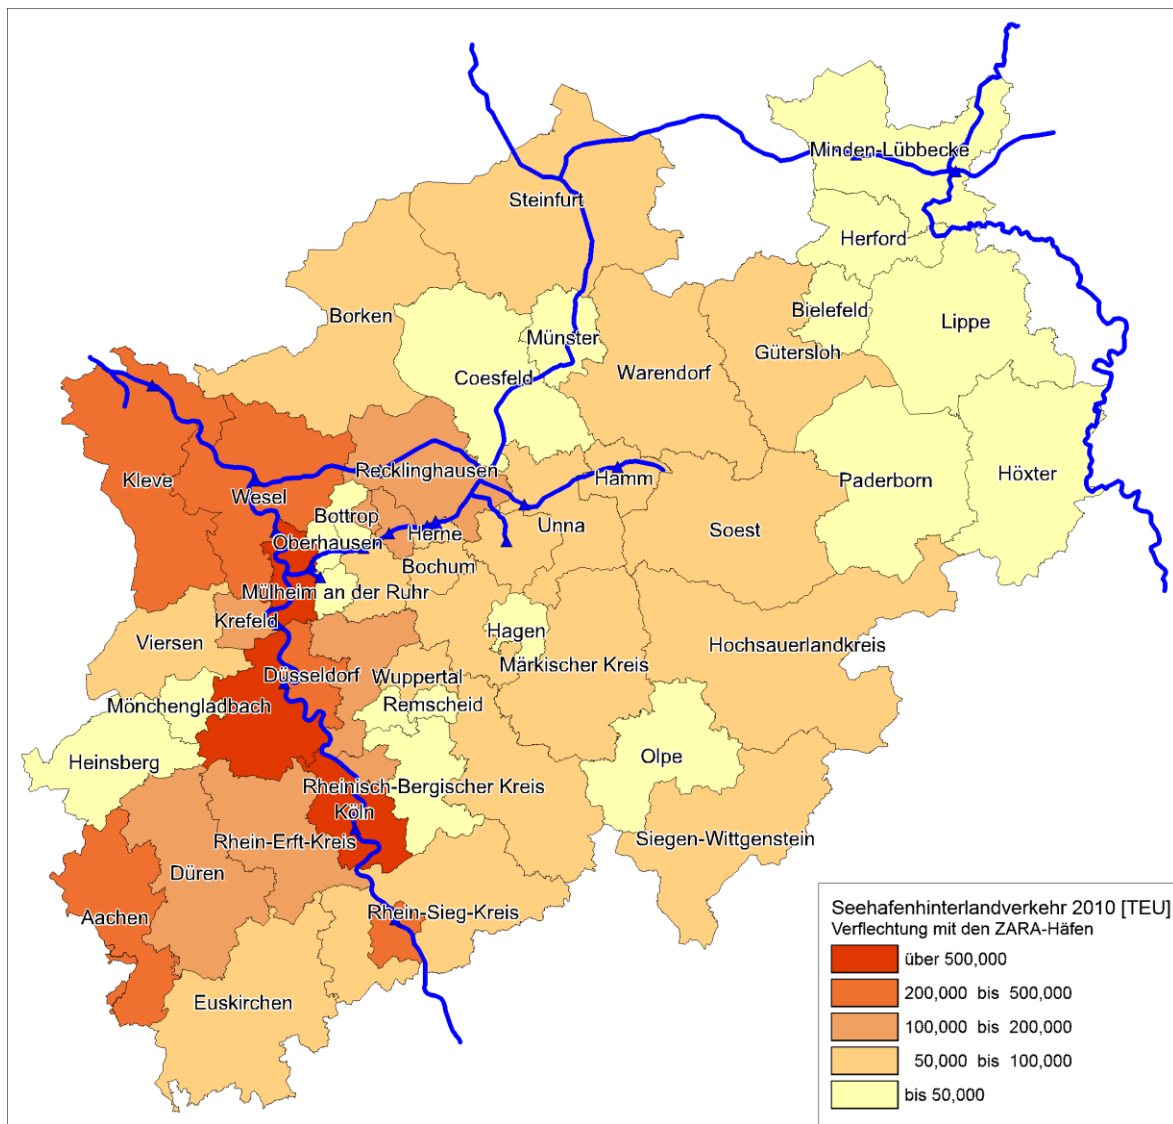 Minden-Lübbecke
Steinfurt
Herford
Borken
Bielefeld
Lippe
Münster
Gütersloh
Coesfeld
Warendorf
Recklinghausen
Kleve
Hamm
Höxter
Paderborn
Wesel
Bottrop
Unna
Soest
Herne
Oberhausen
Bochum
Mülheim an der Ruhr
Krefeld
Hagen
Viersen
Hochsauerlandkreis
Märkischer Kreis
Düsseldorf
Wuppertal
Mönchengladbach
Remscheid
Olpe
Heinsberg
Rheinisch-Bergischer Kreis
Köln
Siegen-Wittgenstein
Rhein-Erft-Kreis
Düren
Rhein-Sieg-Kreis
Aachen
Euskirchen
Seehafenhinterlandverkehr 2010 [TEU]
Verflechtung mit den ZARA-Häfen
über 500,000
200,000 bis 500,000
100,000 bis 200,000
50,000 bis 100,000
bis 50,000